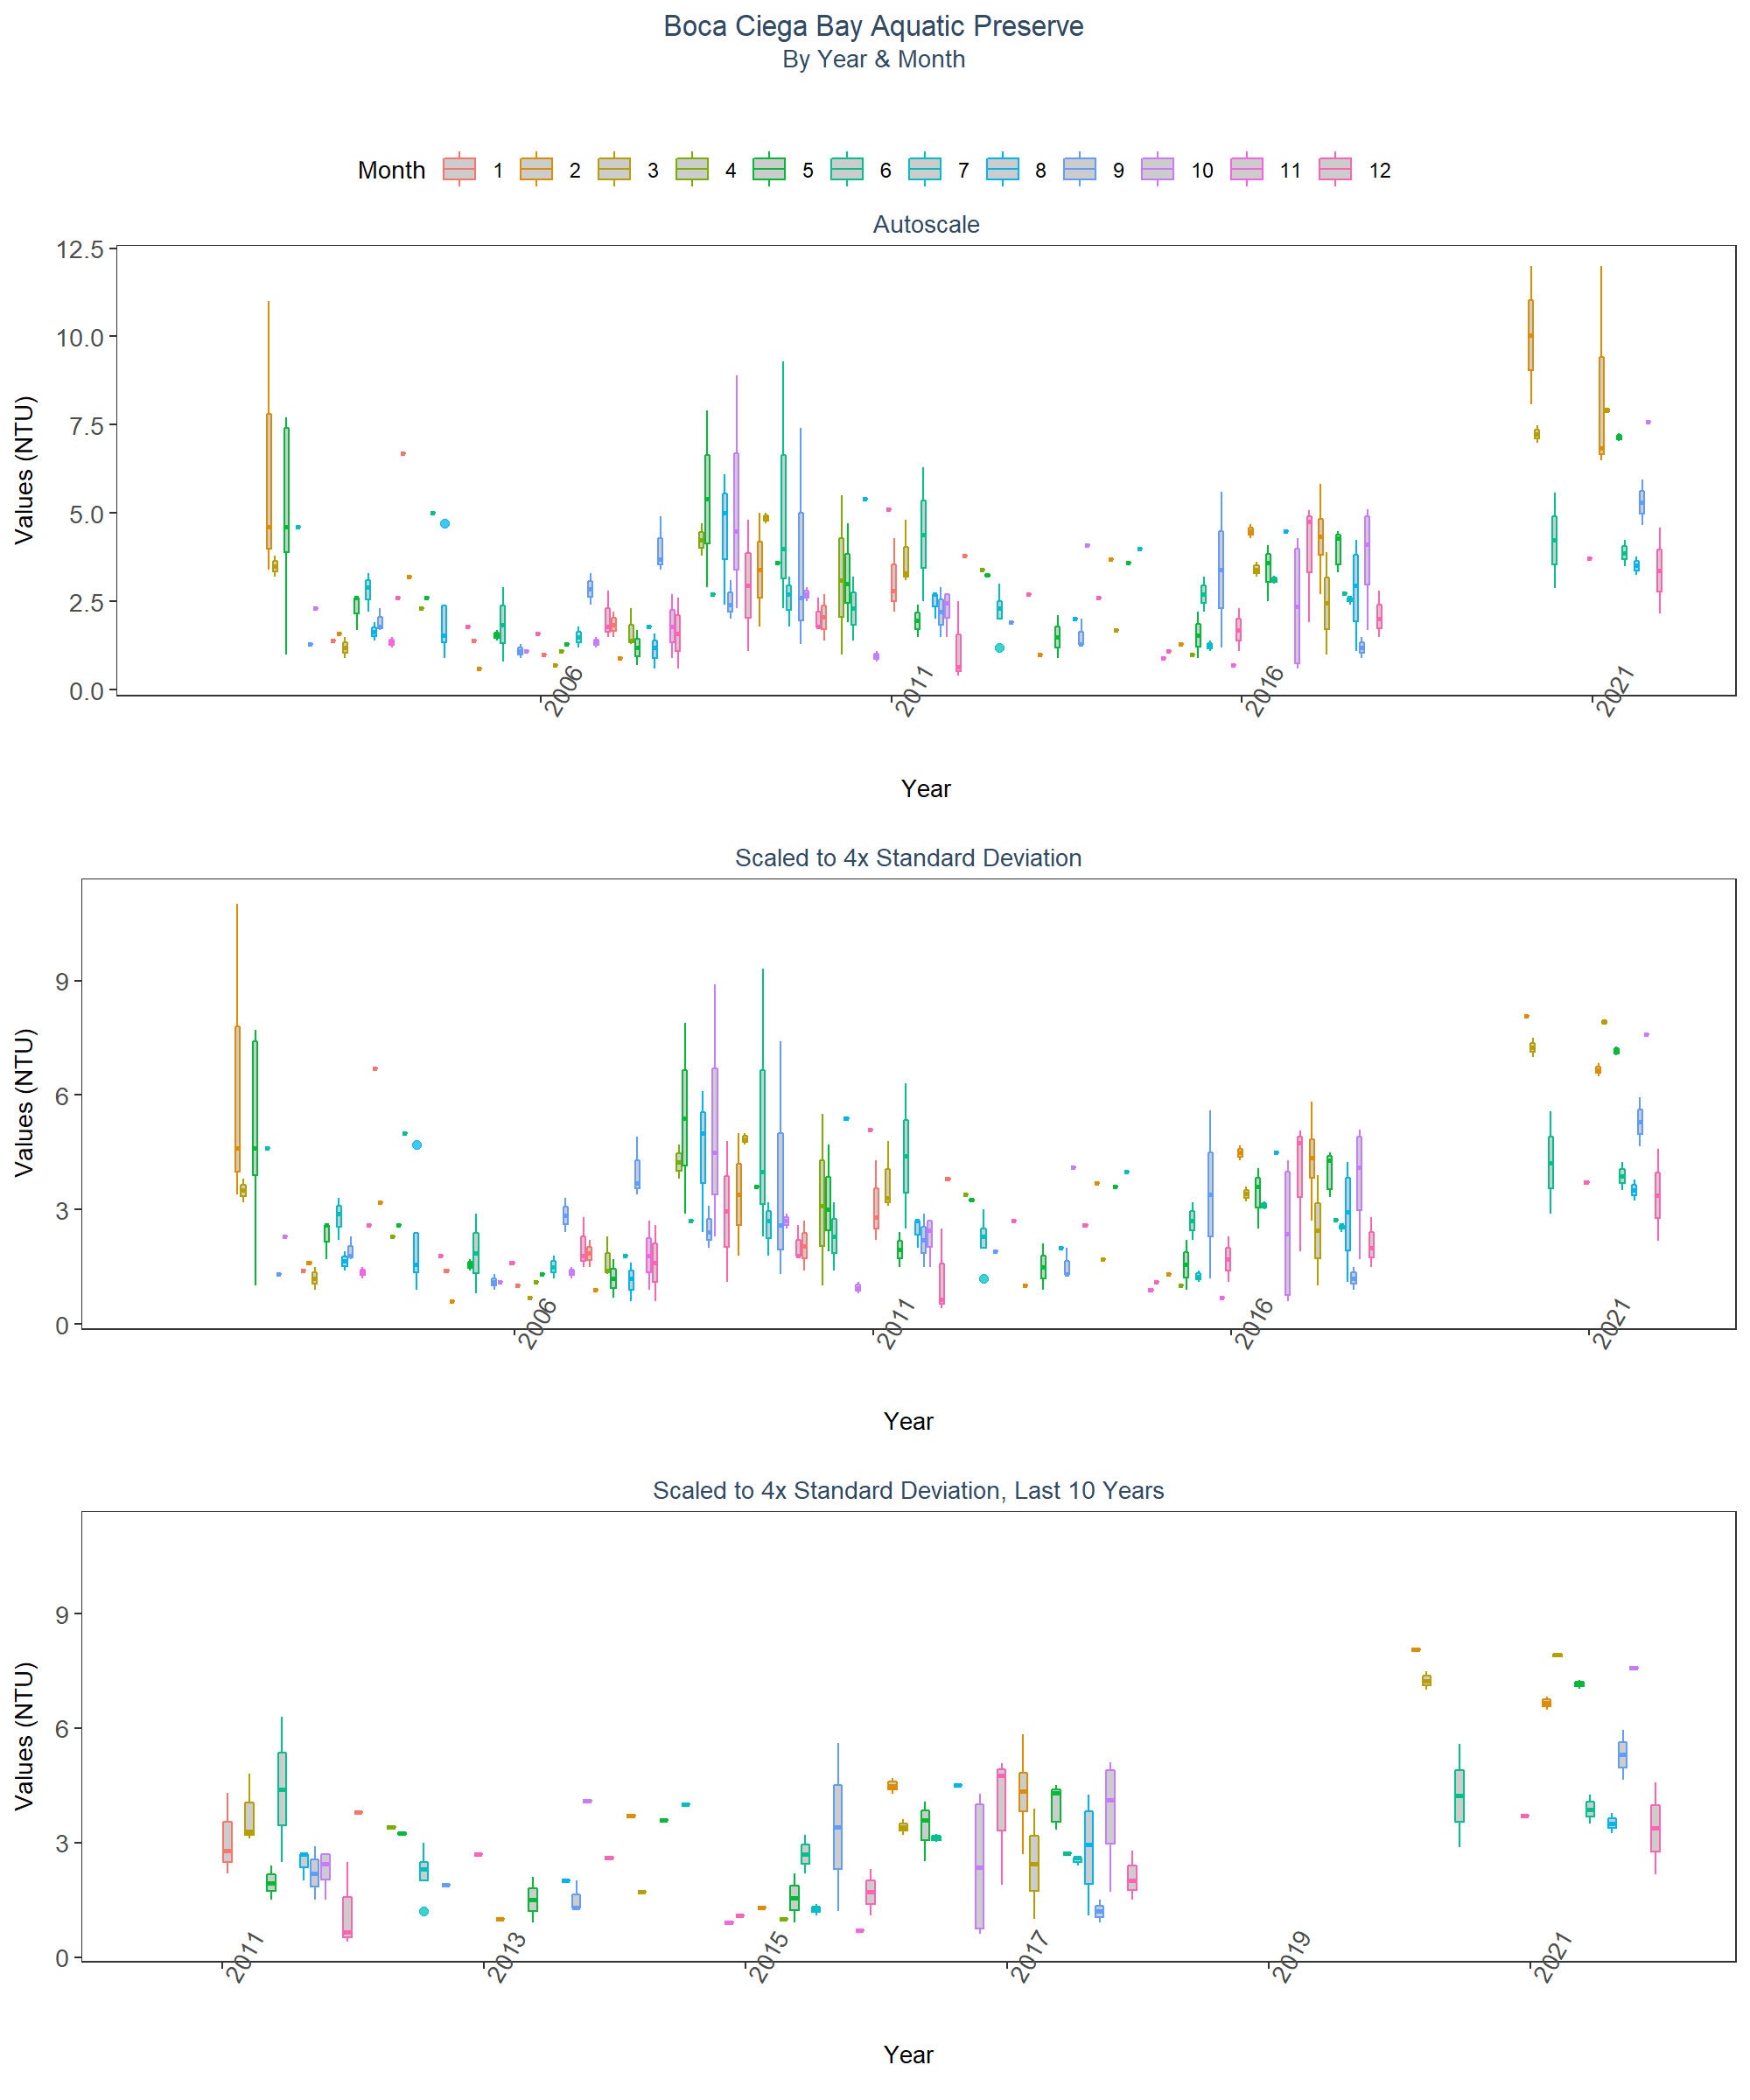 Boca Ciega Bay Aquatic Preserve
By Year & Month
Month 1 2 3 4 5 6 7 8 9 10 11 12
Autoscale
Values (NTU)
12.5
10.0
7.5
5.0
2.5
0.0
2006 2011 2016 2021
Year
Scaled to 4x Standard Deviation
Values (NTU)
9
6
3
0
2006 2011 2016 2021
Year
Scaled to 4x Standard Deviation, Last 10 Years
Values (NTU)
9
6
3
0
2011 2013 2015 2017 2019 2021
Year